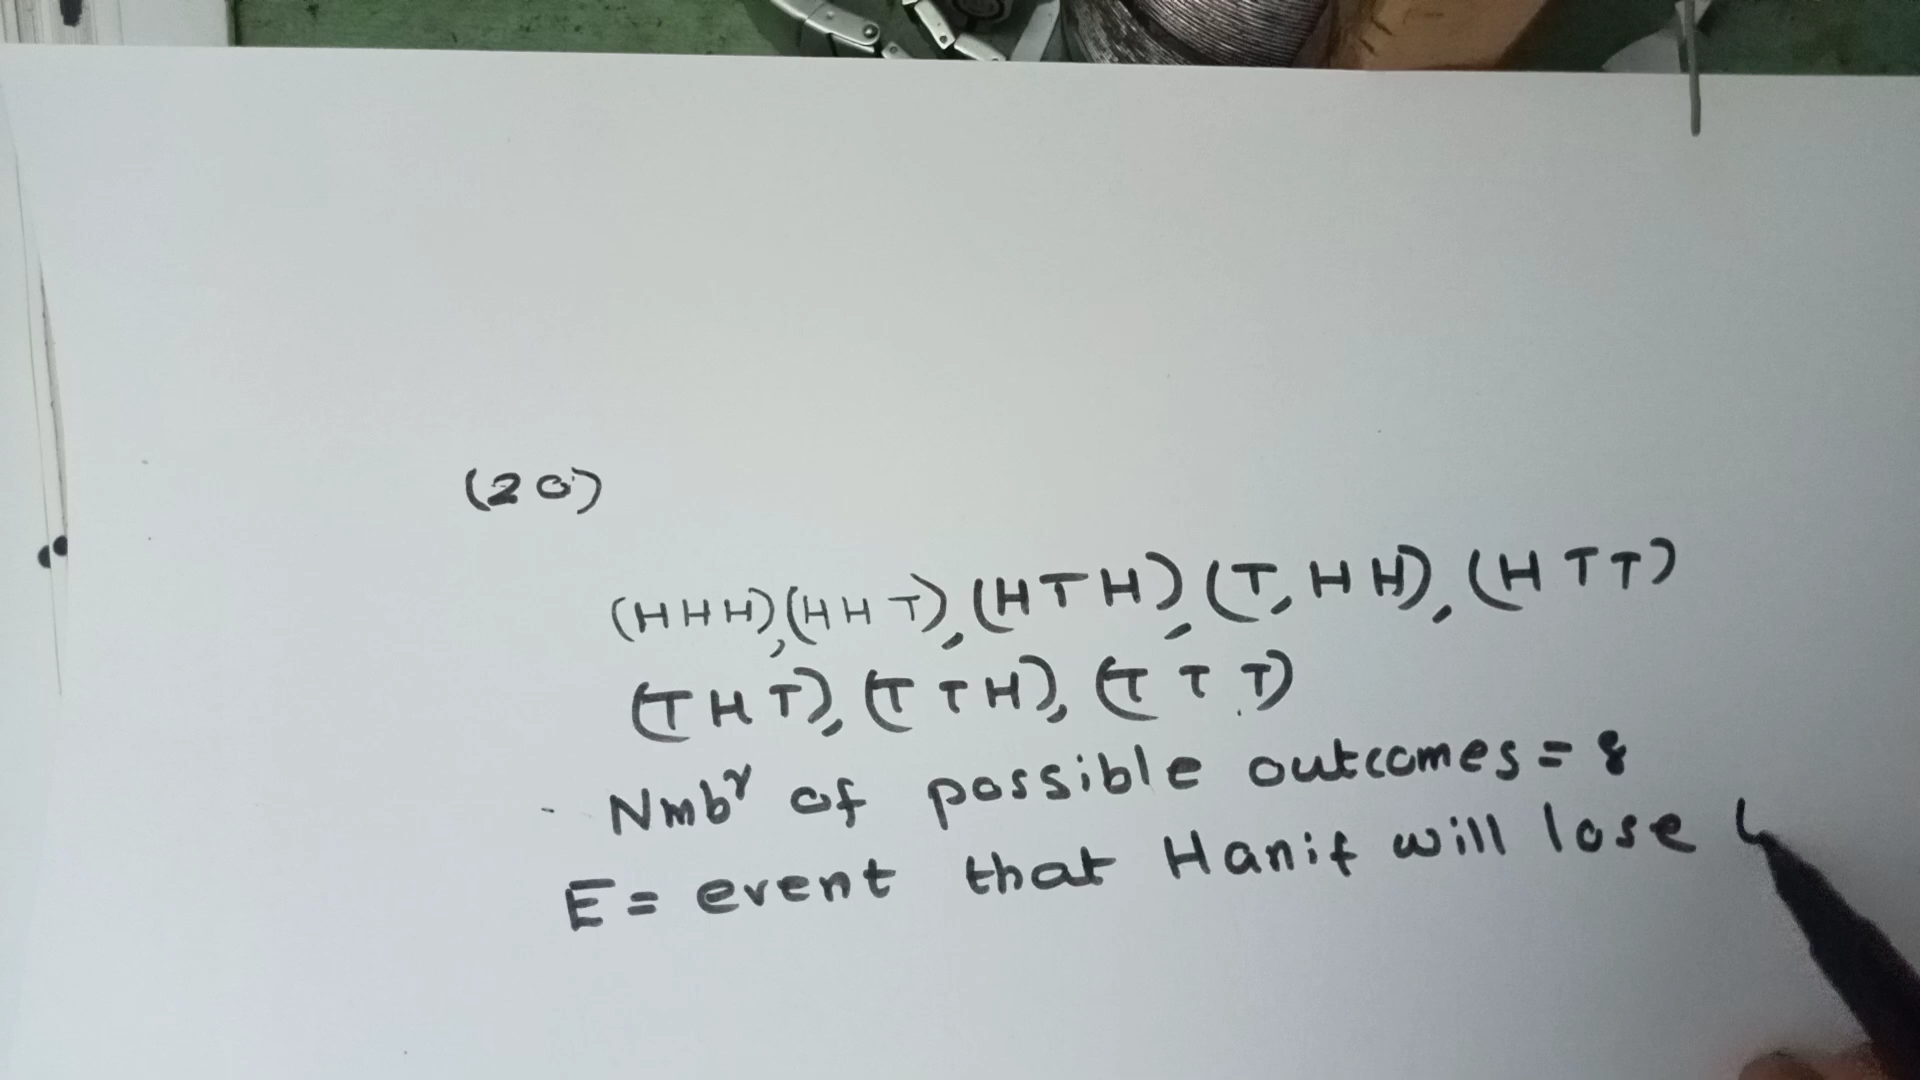 (20)
(HHH),(HHT),(HTH),(T,HH),(HTT)
(THT),(TTH),(TTT)
Nmbr of possible outcomes = 8
E = event that Hanif will lose